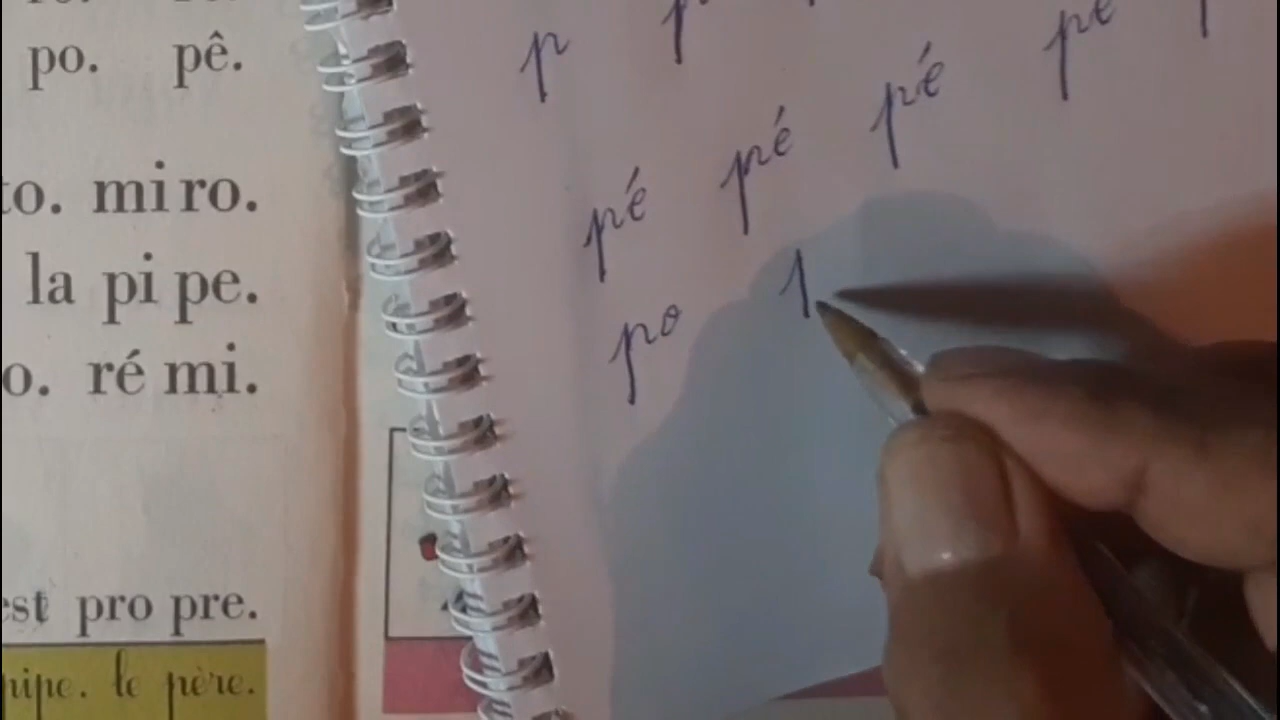 po. pê.
to. mi ro.
la pi pe.
o. ré mi.
est pro pre.
pipe. le père.
p
pé pé pé pe
po